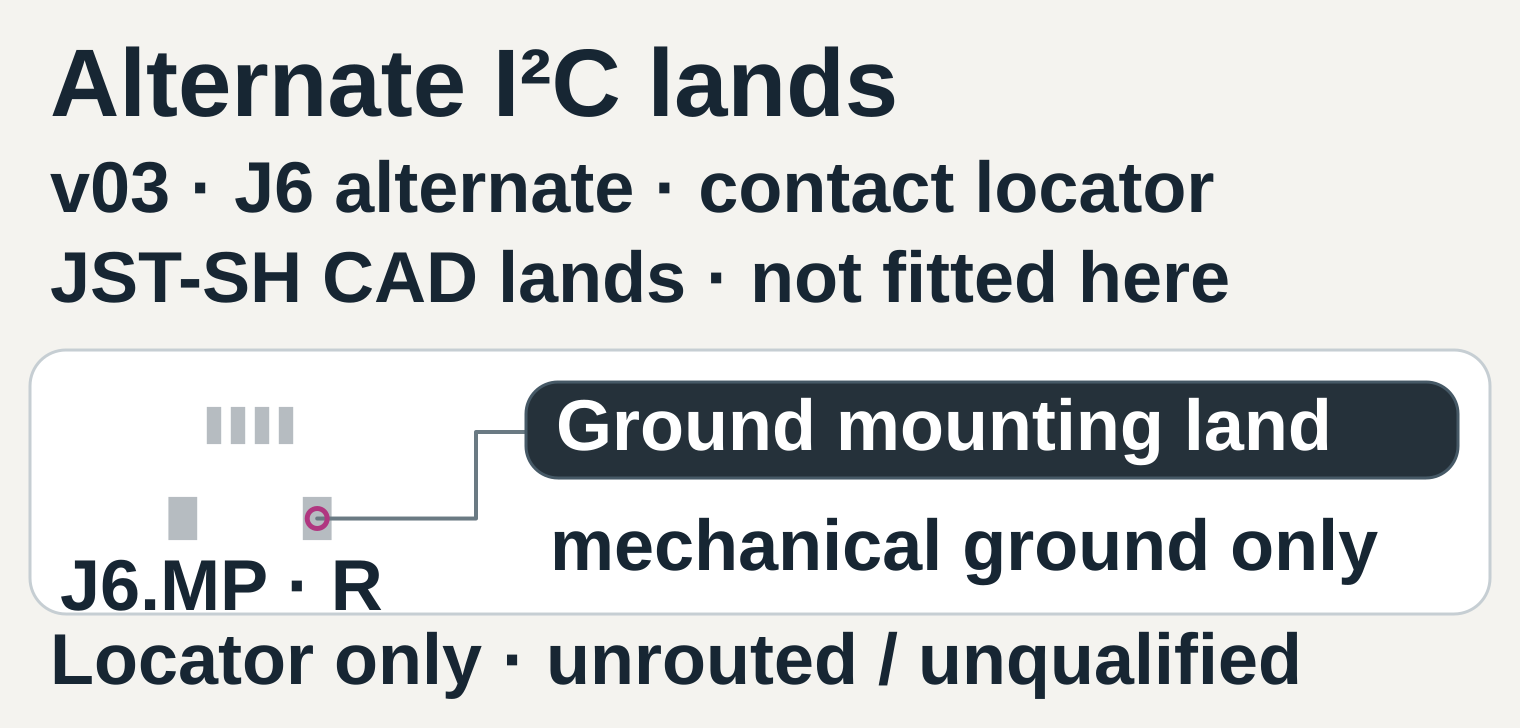 Alternate I²C lands
v03 · J6 alternate · contact locator
JST-SH CAD lands · not fitted here
Ground mounting land
mechanical ground only
J6.MP · R
Locator only · unrouted / unqualified